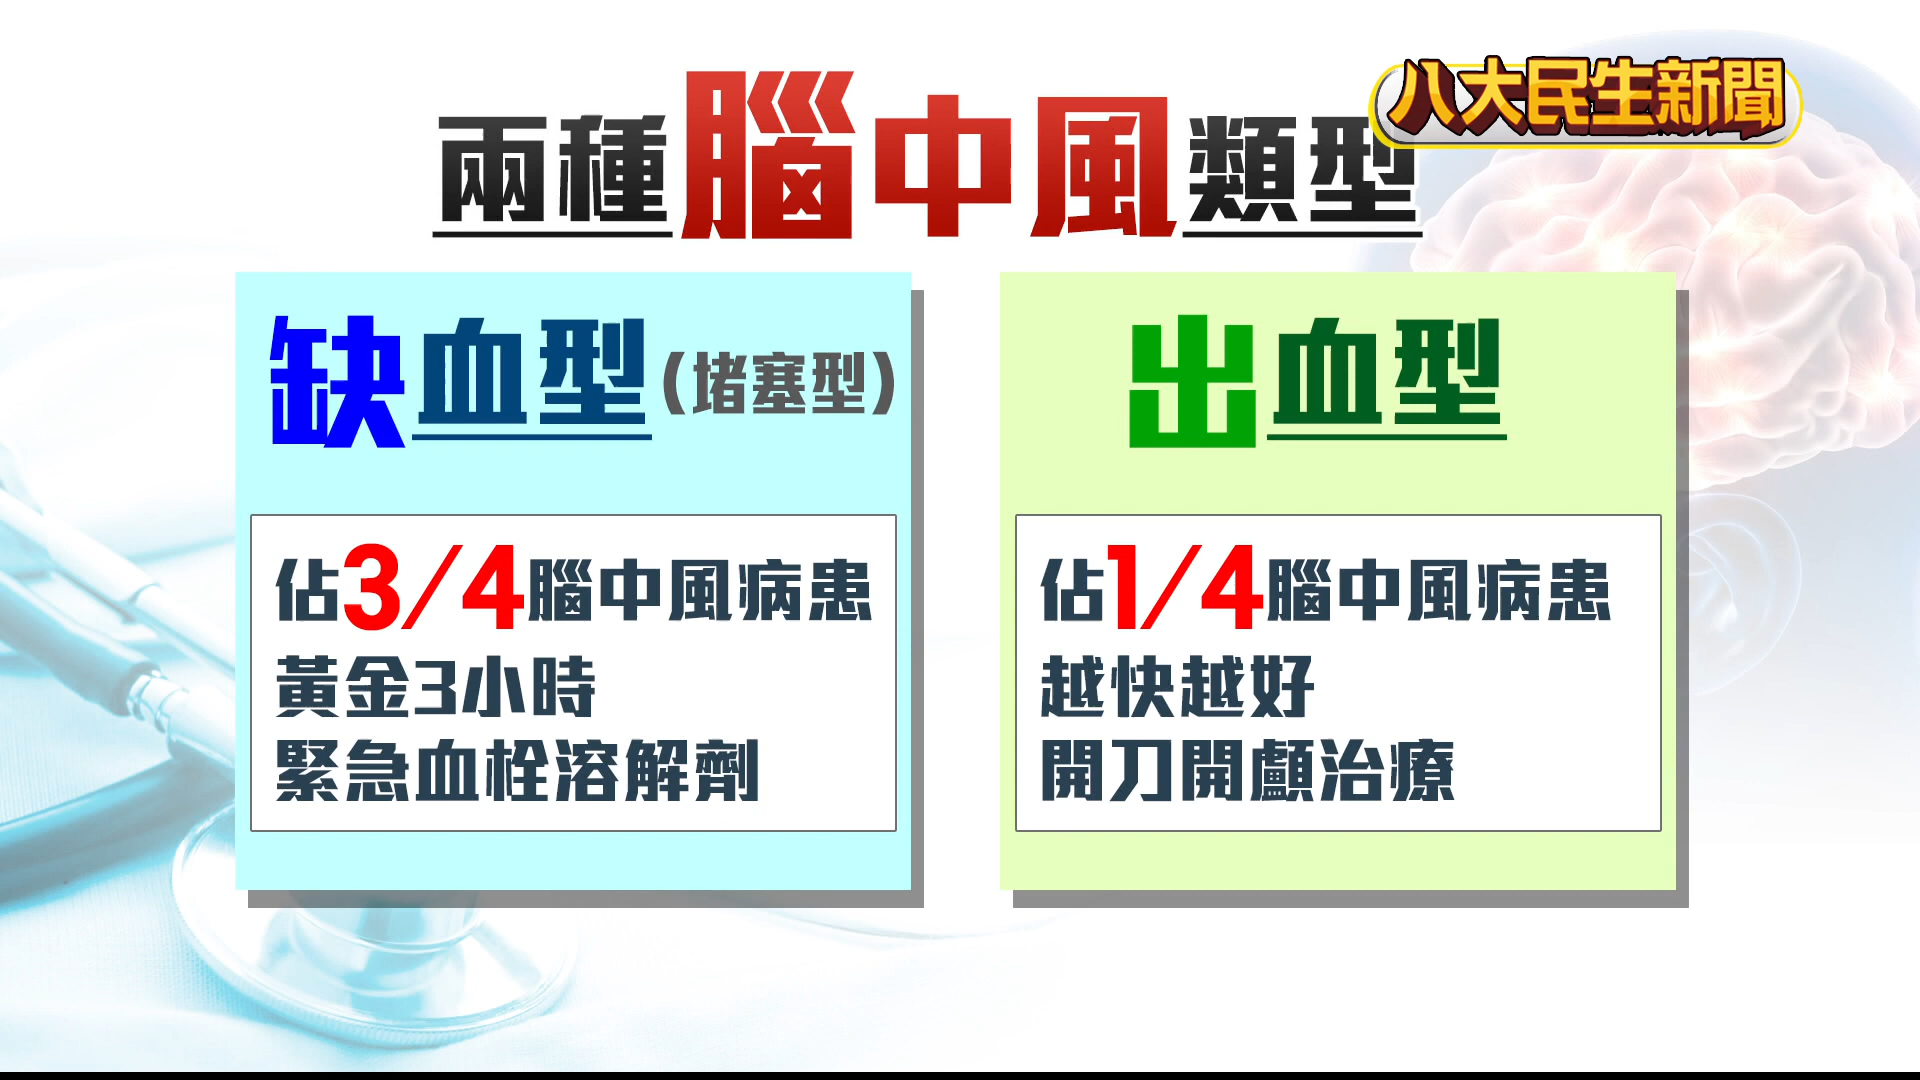 八大民生新聞
兩種腦中風類型
缺血型(堵塞型)
佔3/4腦中風病患
黃金3小時
緊急血栓溶解劑
出血型
佔1/4腦中風病患
越快越好
開刀開顱治療